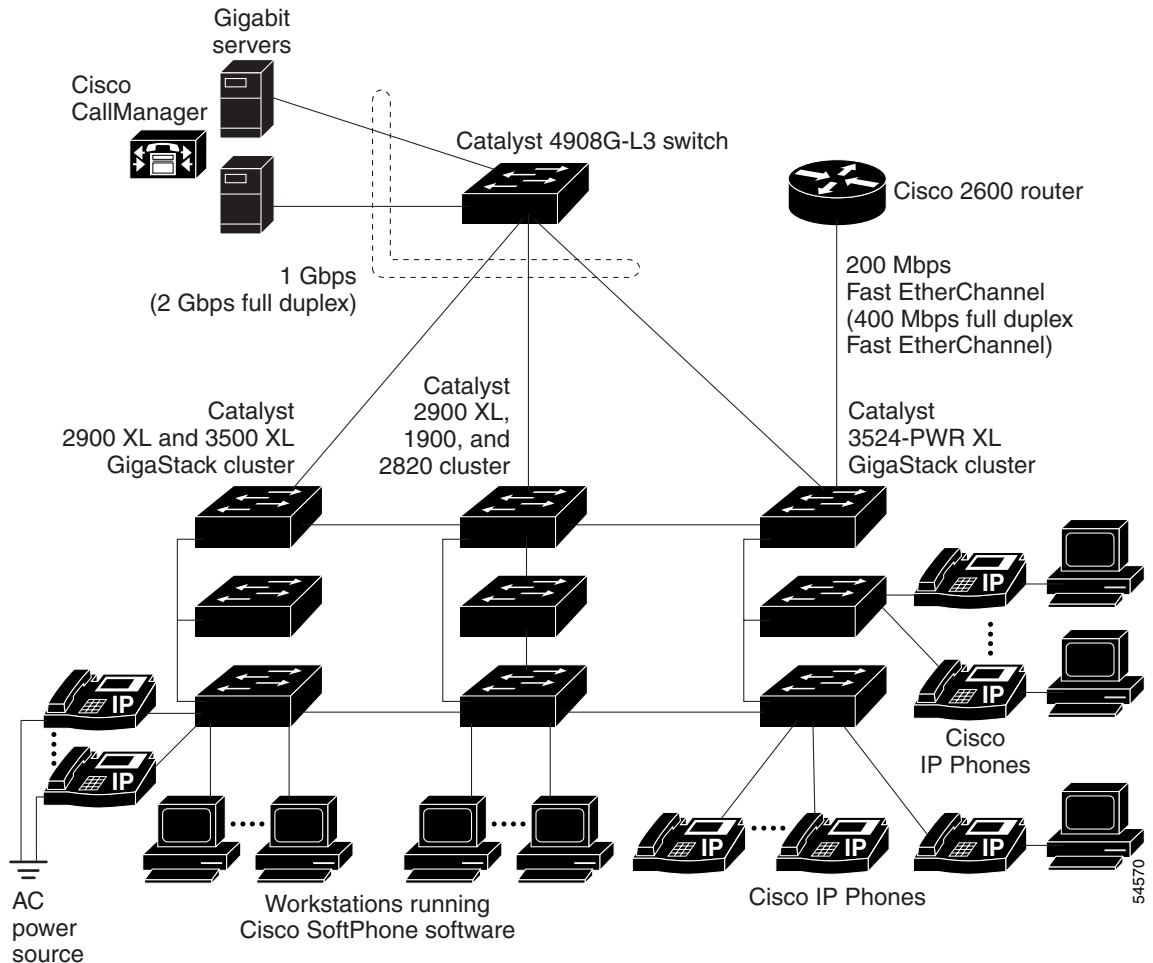 Gigabit
servers
Cisco
CallManager
Catalyst 4908G-L3 switch
Cisco 2600 router
1 Gbps
(2 Gbps full duplex)
200 Mbps
Fast EtherChannel
(400 Mbps full duplex
Fast EtherChannel)
Catalyst
2900 XL and 3500 XL
GigaStack cluster
Catalyst
2900 XL,
1900, and
2820 cluster
Catalyst
3524-PWR XL
GigaStack cluster
IP
IP
IP
IP
Cisco
IP Phones
IP
IP
IP
AC
power
source
Workstations running
Cisco SoftPhone software
Cisco IP Phones
54570